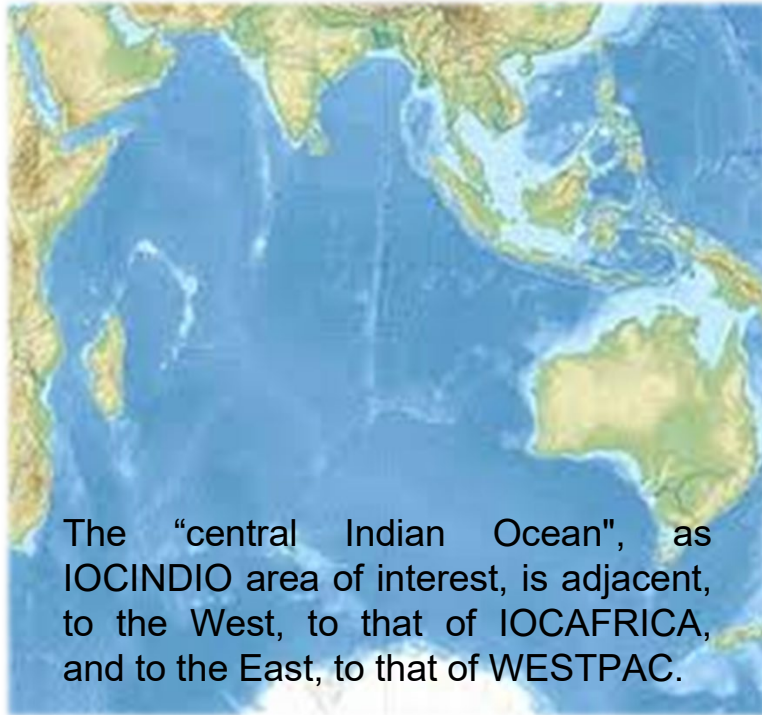 The “central Indian Ocean", as
IOCINDIO area of interest, is adjacent,
to the West, to that of IOCAFRICA,
and to the East, to that of WESTPAC.